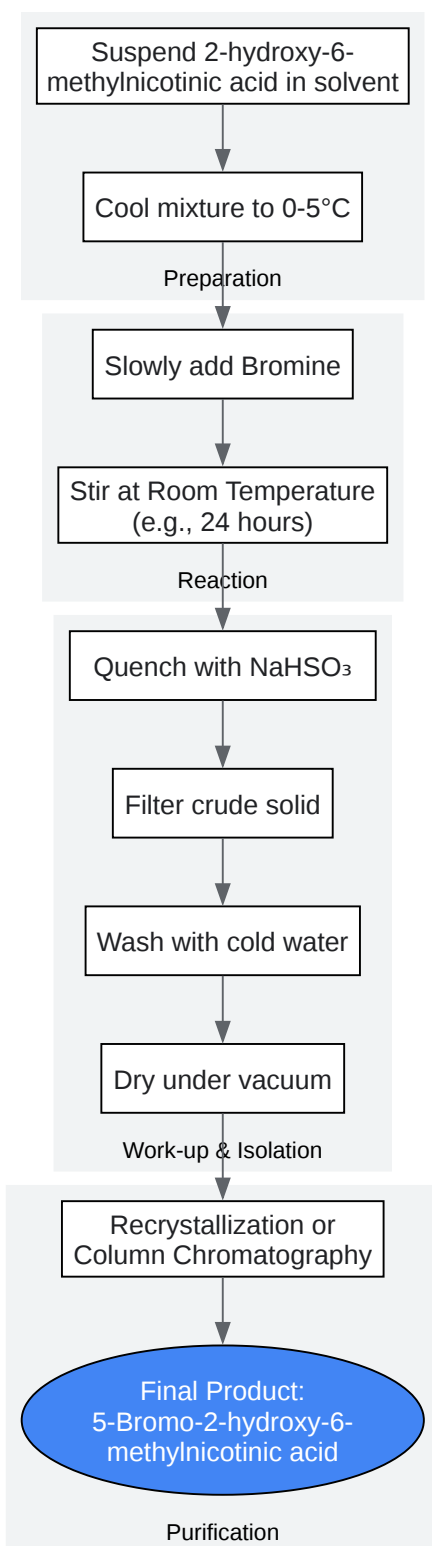 Suspend 2-hydroxy-6-
methylnicotinic acid in solvent
Cool mixture to 0-5°C
Preparation
Slowly add Bromine
Stir at Room Temperature
(e.g., 24 hours)
Reaction
Quench with NaHSO₃
Filter crude solid
Wash with cold water
Dry under vacuum
Work-up & Isolation
Recrystallization or
Column Chromatography
Final Product:
5-Bromo-2-hydroxy-6-
methylnicotinic acid
Purification